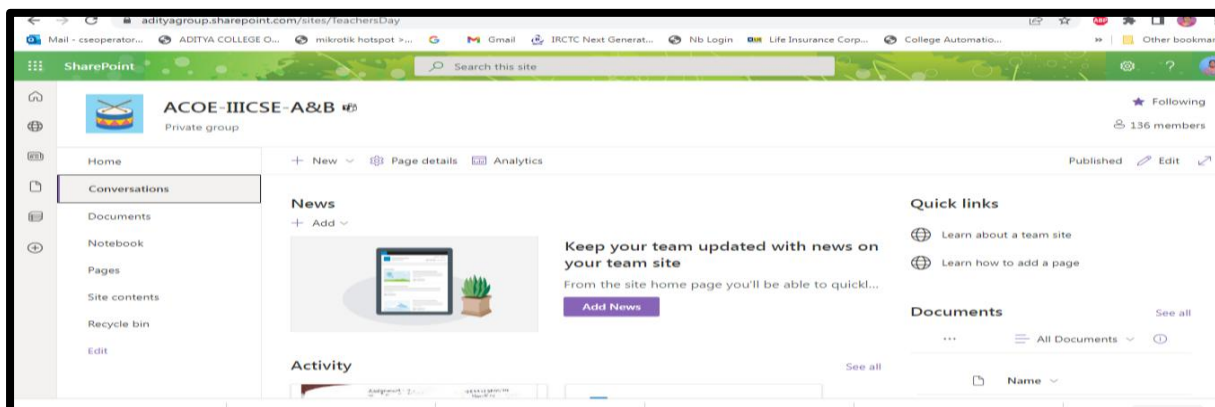 adityagroup.sharepoint.com/sites/TeachersDay
Mail - cseoperator... ADITYA COLLEGE O... mikrotik hotspot >... Gmail IRCTC Next Generat... Nb Login Life Insurance Corp... College Automatio... Other bookmar
SharePoint Search this site
ACOE-IIICSE-A&B
Private group
Following
136 members
Home
Conversations
Documents
Notebook
Pages
Site contents
Recycle bin
Edit
+ New Page details Analytics
Published Edit
News
+ Add
Keep your team updated with news on
your team site
From the site home page you'll be able to quickl...
Add News
Activity See all
Quick links
Learn about a team site
Learn how to add a page
Documents See all
... All Documents
Name